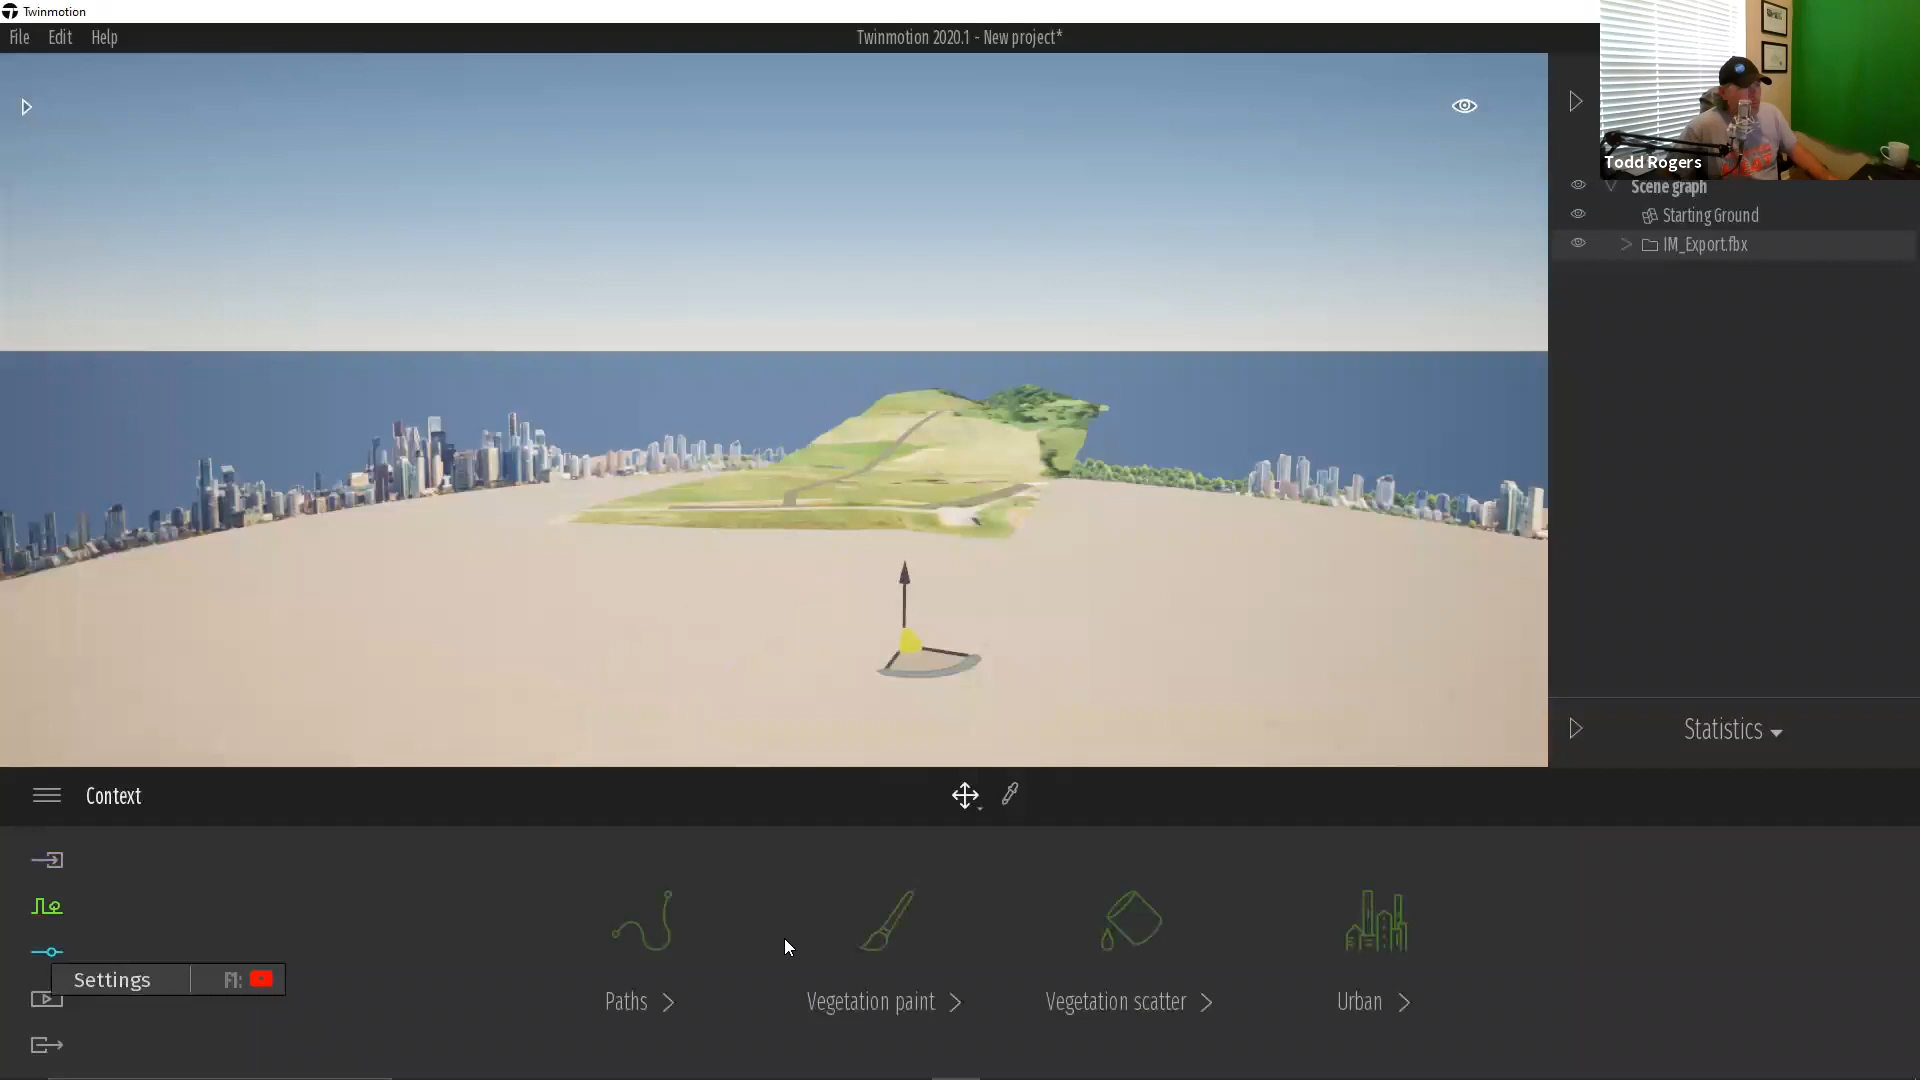 Twinmotion
File Edit Help
Twinmotion 2020.1 - New project*
Todd Rogers
Scene graph
Starting Ground
IM_Export.fbx
Statistics
Context
Settings F1:
Paths
Vegetation paint
Vegetation scatter
Urban